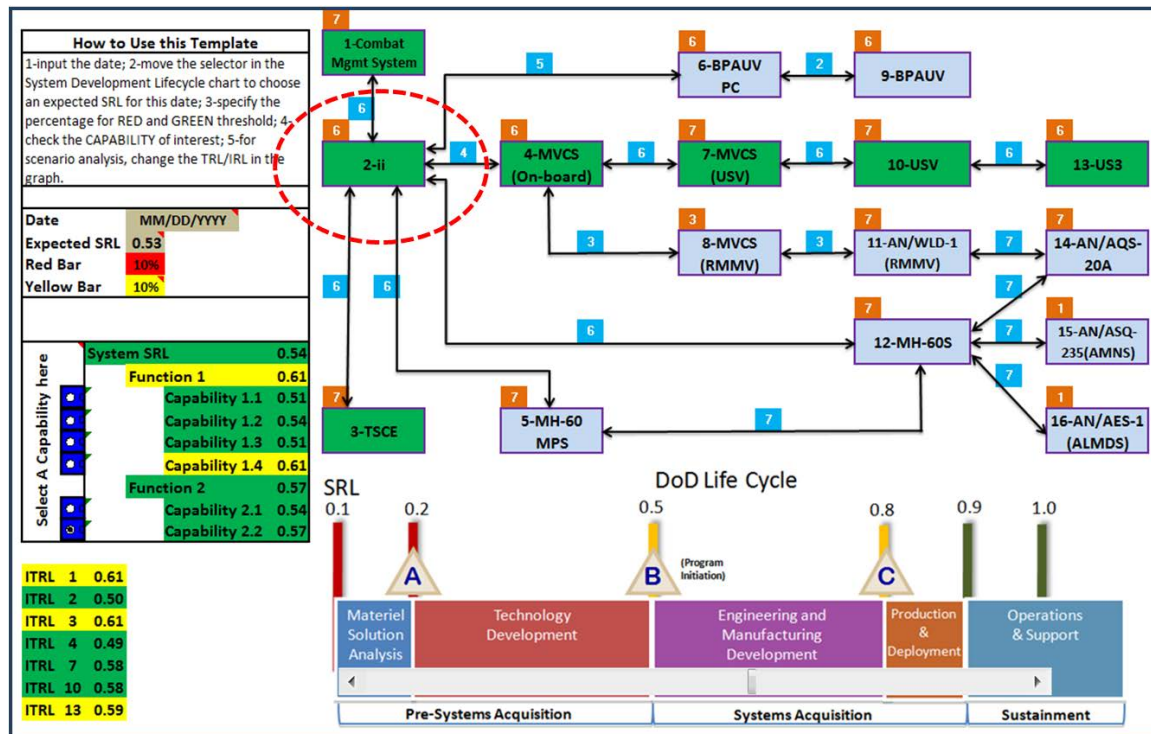 How to Use this Template
1-input the date; 2-move the selector in the
System Development Lifecycle chart to choose
an expected SRL for this date; 3-specify the
percentage for RED and GREEN threshold; 4-
check the CAPABILITY of interest; 5-for
scenario analysis, change the TRL/IRL in the
graph.
Date MM/DD/YYYY
Expected SRL 0.53
Red Bar 10%
Yellow Bar 10%
Select A Capability here
System SRL 0.54
Function 1 0.61
Capability 1.1 0.51
Capability 1.2 0.54
Capability 1.3 0.51
Capability 1.4 0.61
Function 2 0.57
Capability 2.1 0.54
Capability 2.2 0.57
ITRL 1 0.61
ITRL 2 0.50
ITRL 3 0.61
ITRL 4 0.49
ITRL 7 0.58
ITRL 10 0.58
ITRL 13 0.59
7
1-Combat
Mgmt System
6
5
6
6-BPAUV
PC
2
6
9-BPAUV
6
2-ii
4
6
4-MVCS
(On-board)
6
7
7-MVCS
(USV)
6
7
10-USV
6
6
13-US3
3
3
8-MVCS
(RMMV)
3
7
11-AN/WLD-1
(RMMV)
7
7
14-AN/AQS-
20A
6
6
6
7
12-MH-60S
7
7
1
15-AN/ASQ-
235(AMNS)
7
7
3-TSCE
7
5-MH-60
MPS
7
1
16-AN/AES-1
(ALMDS)
DoD Life Cycle
SRL
0.1
0.2
0.5
0.8
0.9
1.0
A
B
(Program
Initiation)
C
Materiel
Solution
Analysis
Technology
Development
Engineering and
Manufacturing
Development
Production
&
Deployment
Operations
& Support
Pre-Systems Acquisition
Systems Acquisition
Sustainment